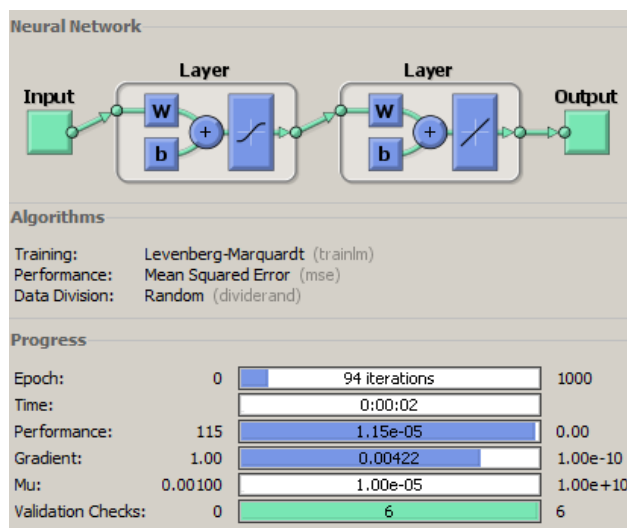 Neural Network
Layer Layer
Input Output
W W
b b
+ +
Algorithms
Training: Levenberg-Marquardt (trainlm)
Performance: Mean Squared Error (mse)
Data Division: Random (dividerand)
Progress
Epoch: 0 94 iterations 1000
Time: 0:00:02
Performance: 115 1.15e-05 0.00
Gradient: 1.00 0.00422 1.00e-10
Mu: 0.00100 1.00e-05 1.00e+10
Validation Checks: 0 6 6